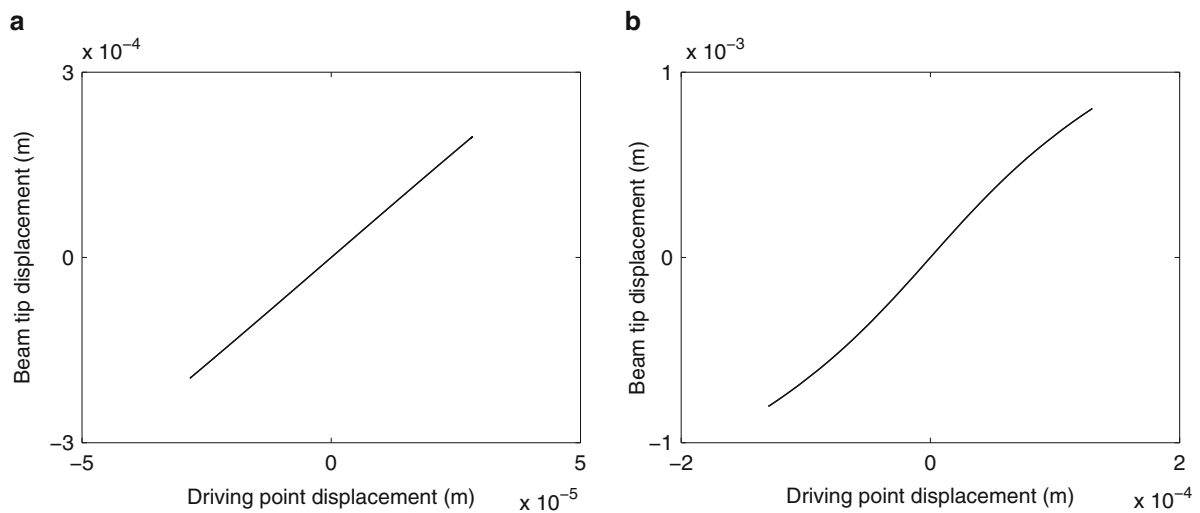 a
x 10⁻⁴
3
0
−3
Beam tip displacement (m)
−5
0
5
Driving point displacement (m)
x 10⁻⁵
b
x 10⁻³
1
0
−1
Beam tip displacement (m)
−2
0
2
Driving point displacement (m)
x 10⁻⁴